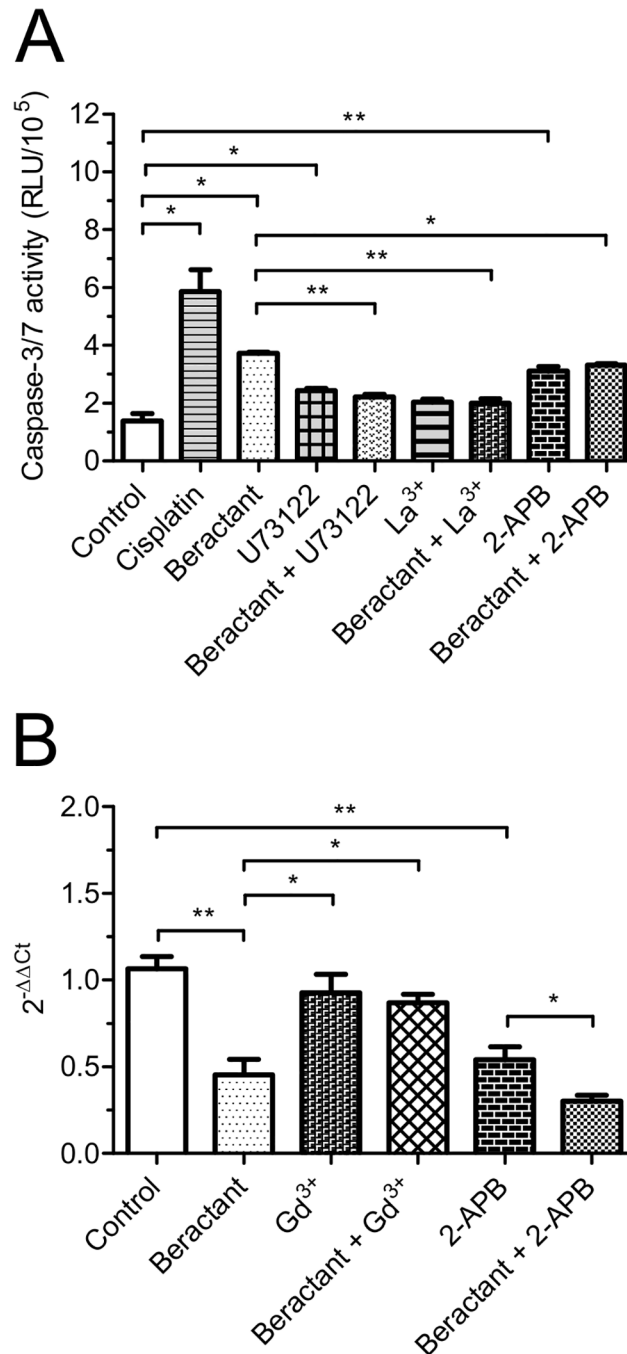 A
Caspase-3/7 activity (RLU/10⁵)
12
10
8
6
4
2
0
**
*
*
*
*
**
**
Control
Cisplatin
Beractant
U73122
Beractant + U73122
La³⁺
Beractant + La³⁺
2-APB
Beractant + 2-APB
B
2^-ΔΔCt
2.0
1.5
1.0
0.5
0.0
**
*
*
**
*
Control
Beractant
Gd³⁺
Beractant + Gd³⁺
2-APB
Beractant + 2-APB